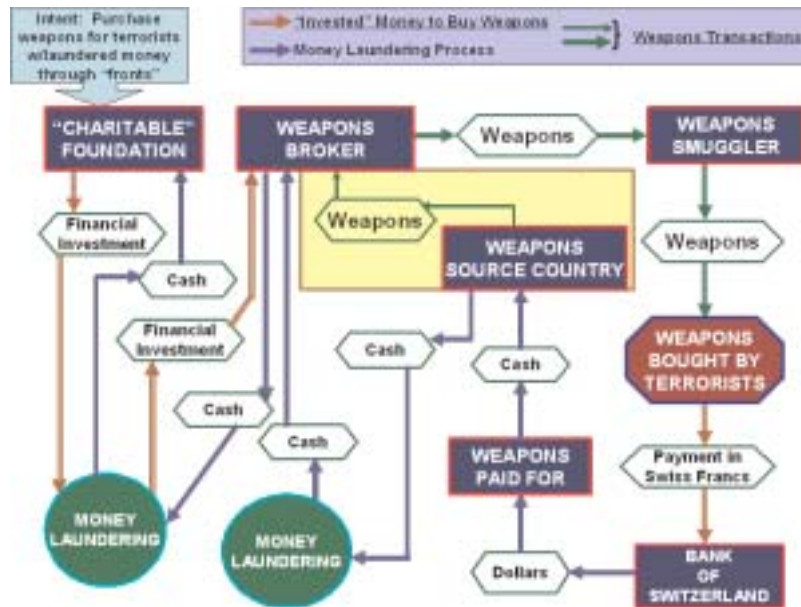 Intent: Purchase
weapons for terrorists
w/laundered money
through "fronts"
"Invested" Money to Buy Weapons
Money Laundering Process
Weapons Transactions
"CHARITABLE"
FOUNDATION
WEAPONS
BROKER
Weapons
WEAPONS
SMUGGLER
Financial
Investment
Weapons
WEAPONS
SOURCE COUNTRY
Weapons
Cash
Financial
Investment
Cash
Cash
WEAPONS
BOUGHT BY
TERRORISTS
Cash
Cash
WEAPONS
PAID FOR
Payment in
Swiss Francs
MONEY
LAUNDERING
MONEY
LAUNDERING
Dollars
BANK
OF
SWITZERLAND